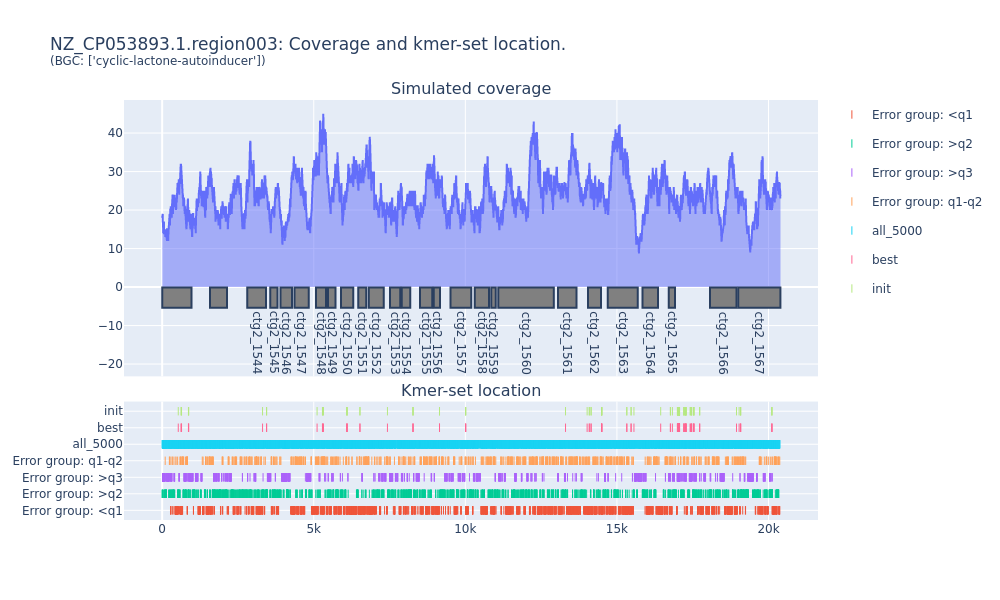 NZ_CP053893.1.region003: Coverage and kmer-set location.
(BGC: ['cyclic-lactone-autoinducer'])
Simulated coverage
40
30
20
10
0
−10
−20
ctg2_1544
ctg2_1545
ctg2_1546
ctg2_1547
ctg2_1548
ctg2_1549
ctg2_1550
ctg2_1551
ctg2_1552
ctg2_1553
ctg2_1554
ctg2_1555
ctg2_1556
ctg2_1557
ctg2_1558
ctg2_1559
ctg2_1560
ctg2_1561
ctg2_1562
ctg2_1563
ctg2_1564
ctg2_1565
ctg2_1566
ctg2_1567
Kmer-set location
init
best
all_5000
Error group: q1-q2
Error group: >q3
Error group: >q2
Error group: <q1
0
5k
10k
15k
20k
Error group: <q1
Error group: >q2
Error group: >q3
Error group: q1-q2
all_5000
best
init